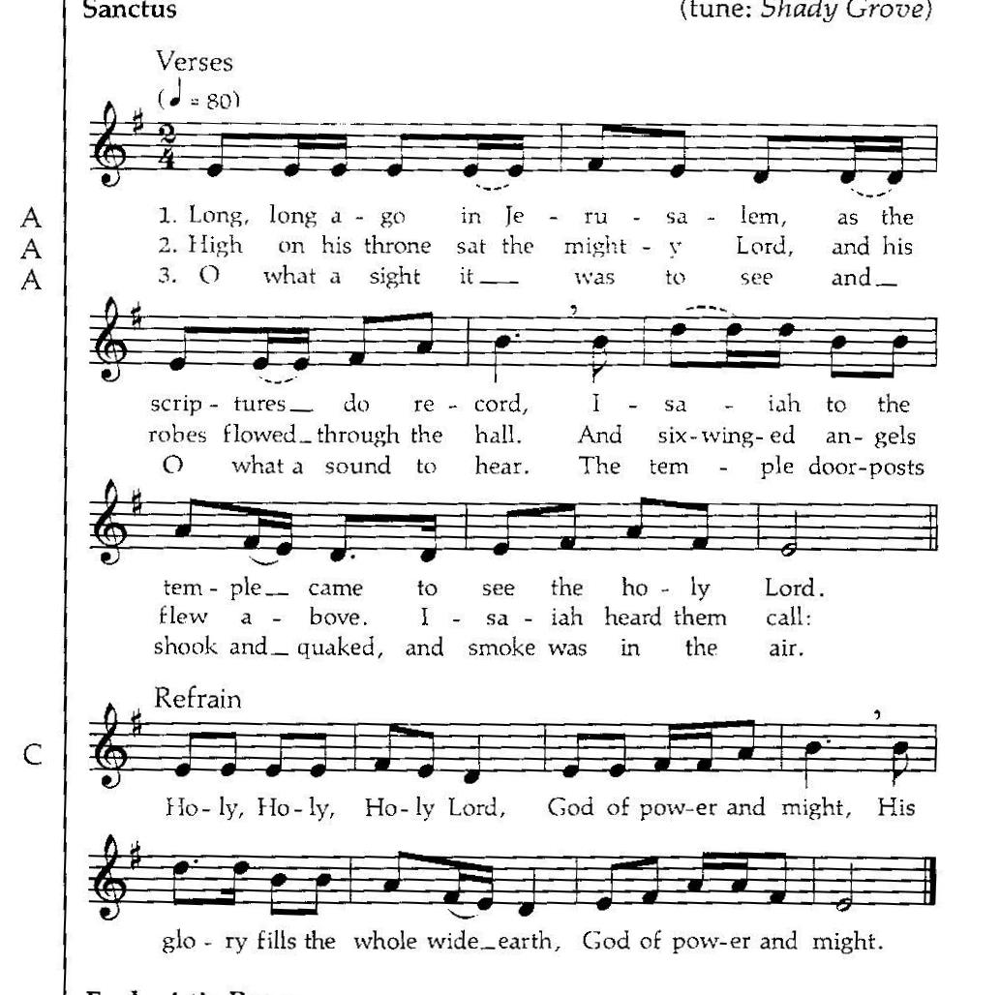 Sanctus (tune: Shady Grove)
Verses
(♩ = 80)
2
4
A 1. Long, long a - go in Je - ru - sa - lem, as the
A 2. High on his throne sat the might - y Lord, and his
A 3. O what a sight it was to see and
scrip - tures do re - cord, I - sa - iah to the
robes flowed through the hall. And six - wing - ed an - gels
O what a sound to hear. The tem - ple door-posts
tem - ple came to see the ho - ly Lord.
flew a - bove. I - sa - iah heard them call:
shook and quaked, and smoke was in the air.
Refrain
C
Ho - ly, Ho - ly, Ho - ly Lord, God of pow-er and might, His
glo - ry fills the whole wide earth, God of pow-er and might.